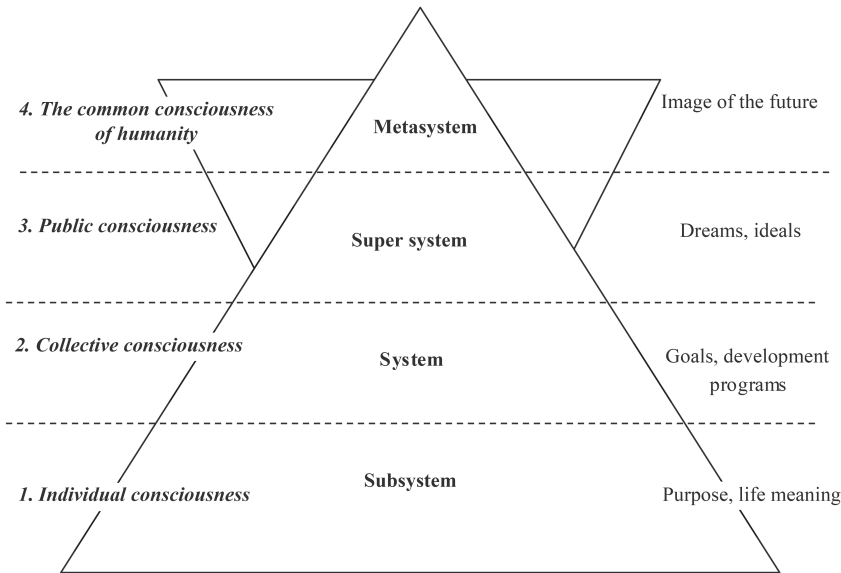 4. The common consciousness
of humanity
Metasystem
Image of the future
3. Public consciousness
Super system
Dreams, ideals
2. Collective consciousness
System
Goals, development
programs
1. Individual consciousness
Subsystem
Purpose, life meaning